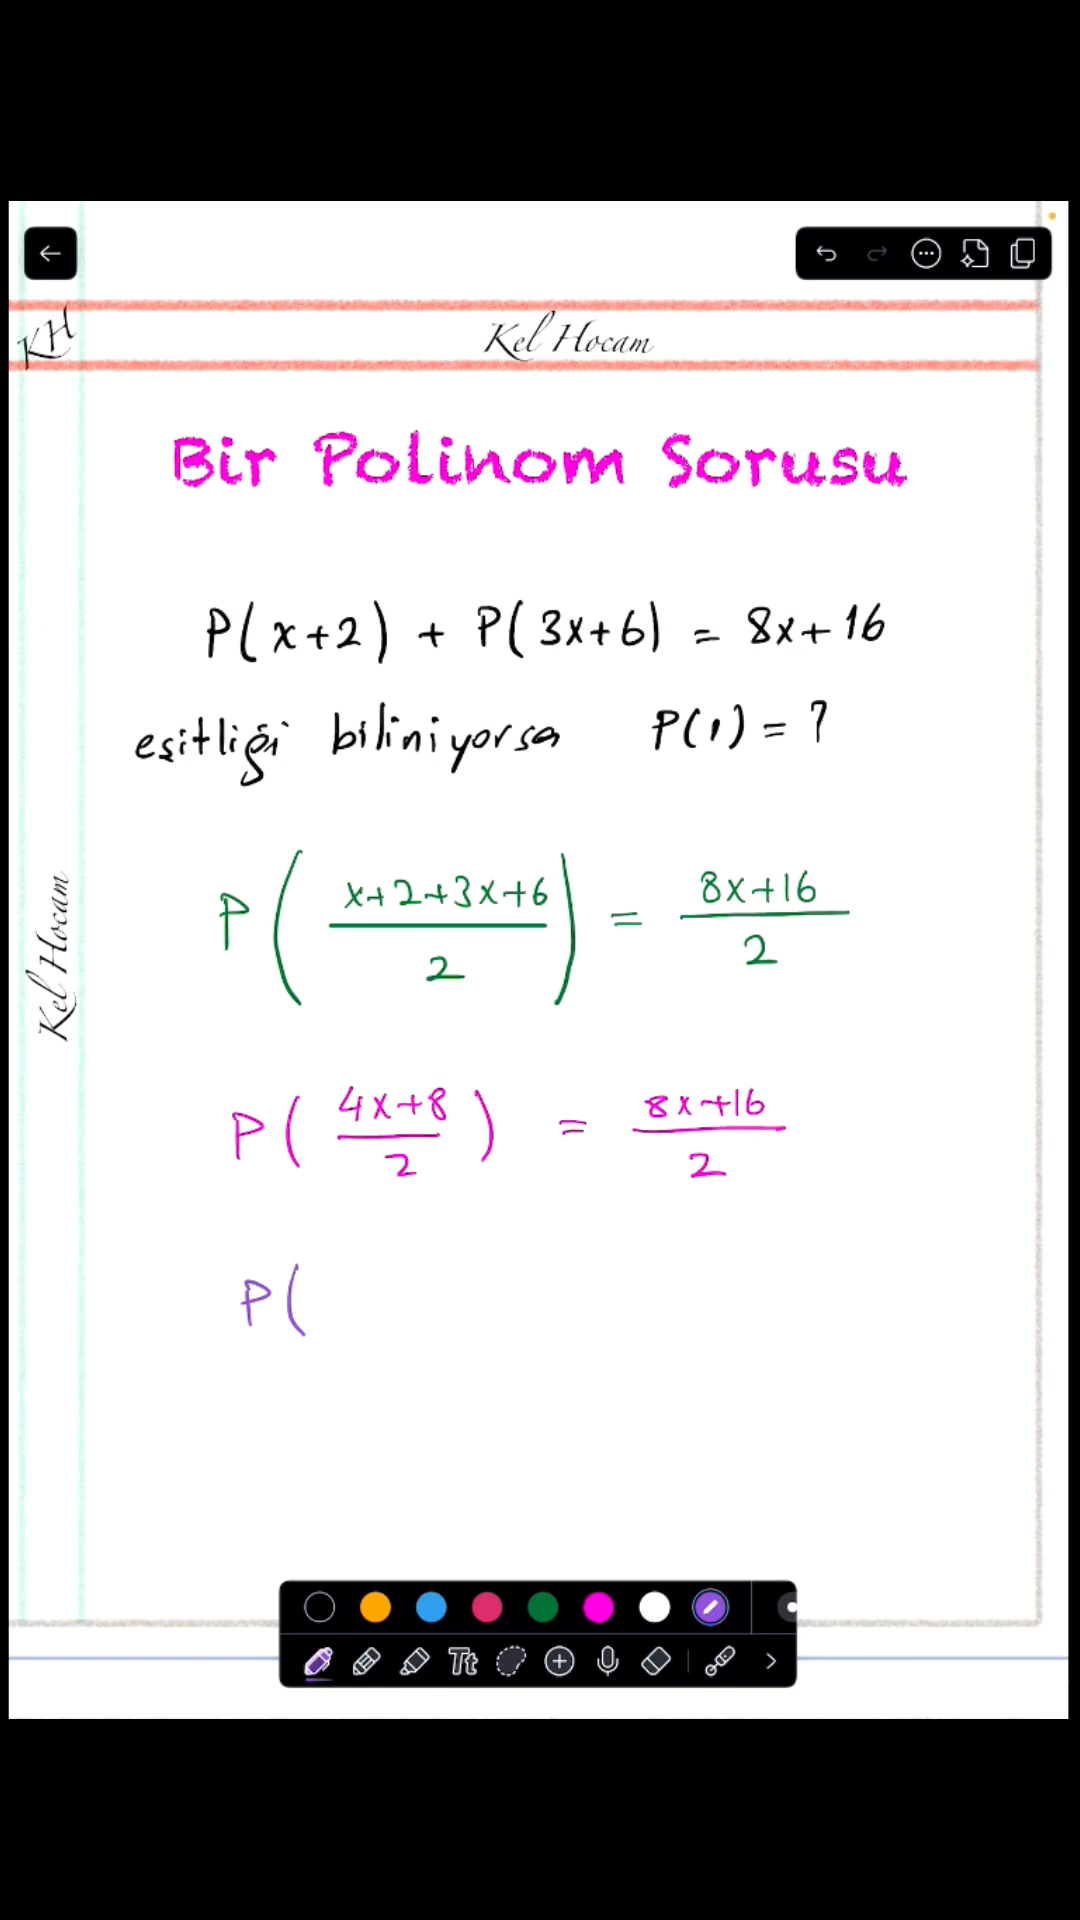 KH
Kel Hocam
Bir Polinom Sorusu
P(x+2) + P(3x+6) = 8x+16
eşitliği biliniyorsa P(1) = ?
P( (x+2+3x+6)/2 ) = (8x+16)/2
Kel Hocam
P( (4x+8)/2 ) = (8x+16)/2
P(
Tt